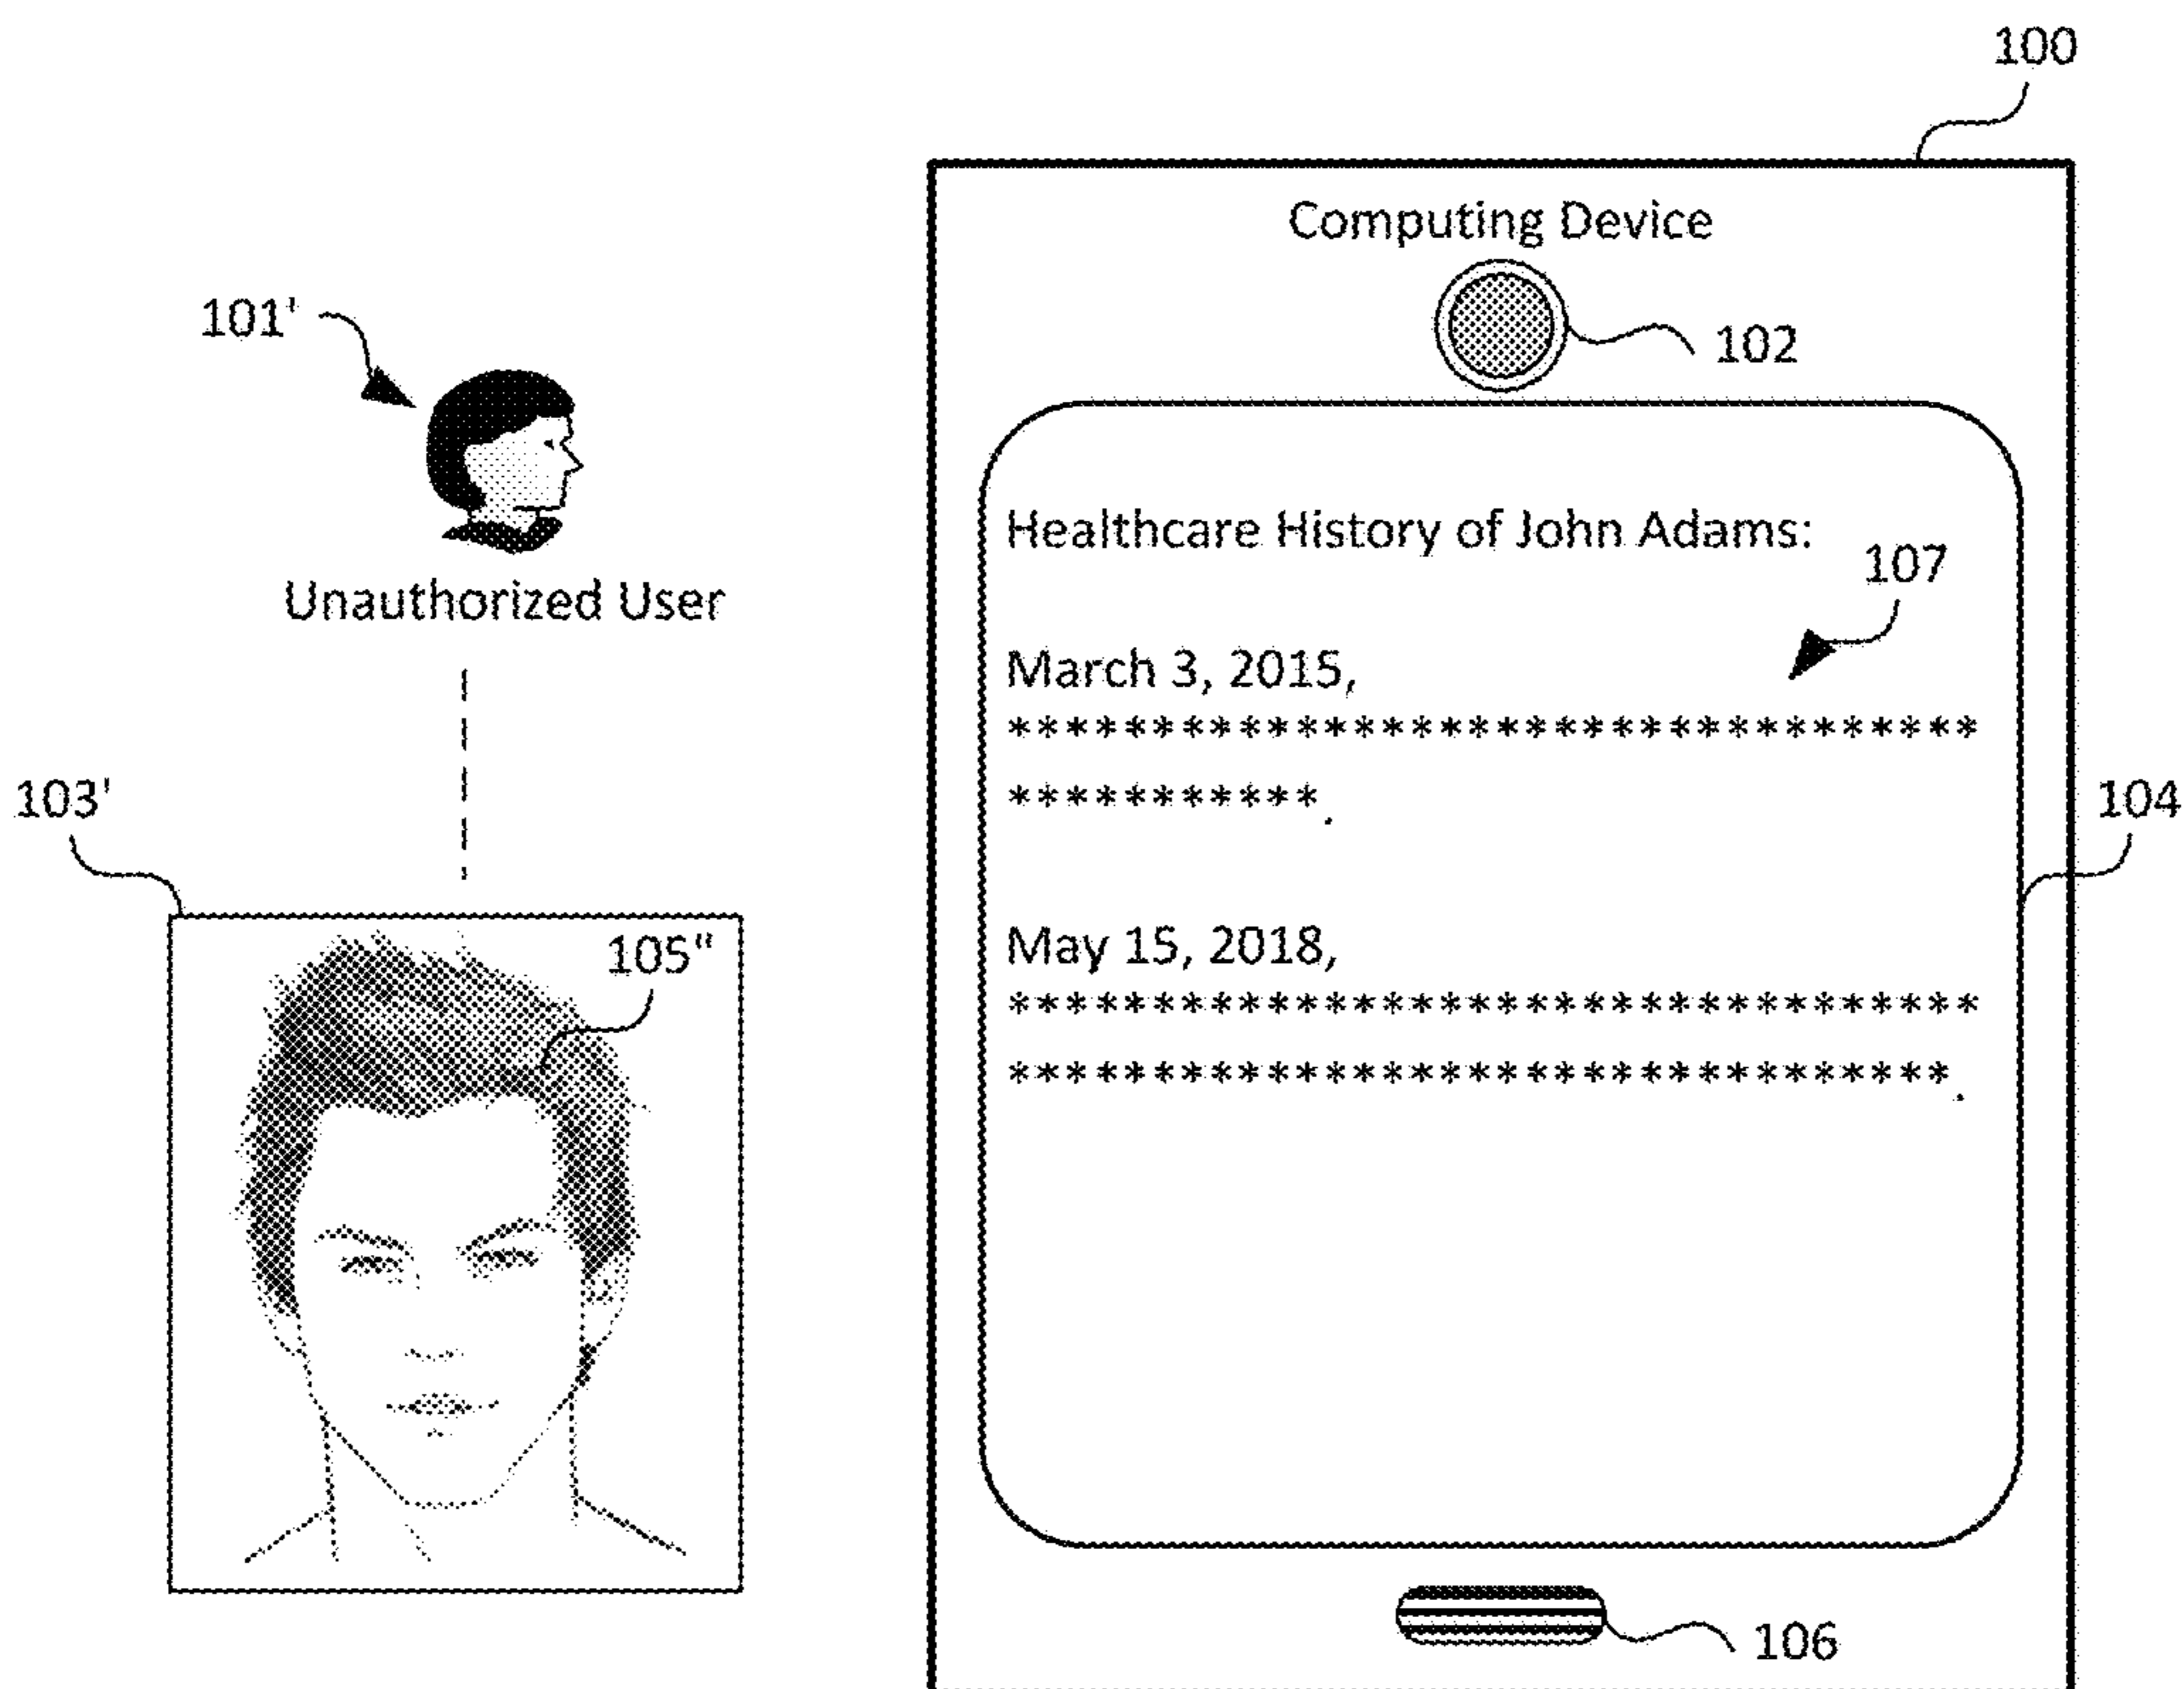 100
Computing Device
101'
102
Healthcare History of John Adams:
107
Unauthorized User
March 3, 2015,
**********************************
***********.
103'
104
105"
May 15, 2018,
**********************************
*********************************.
106